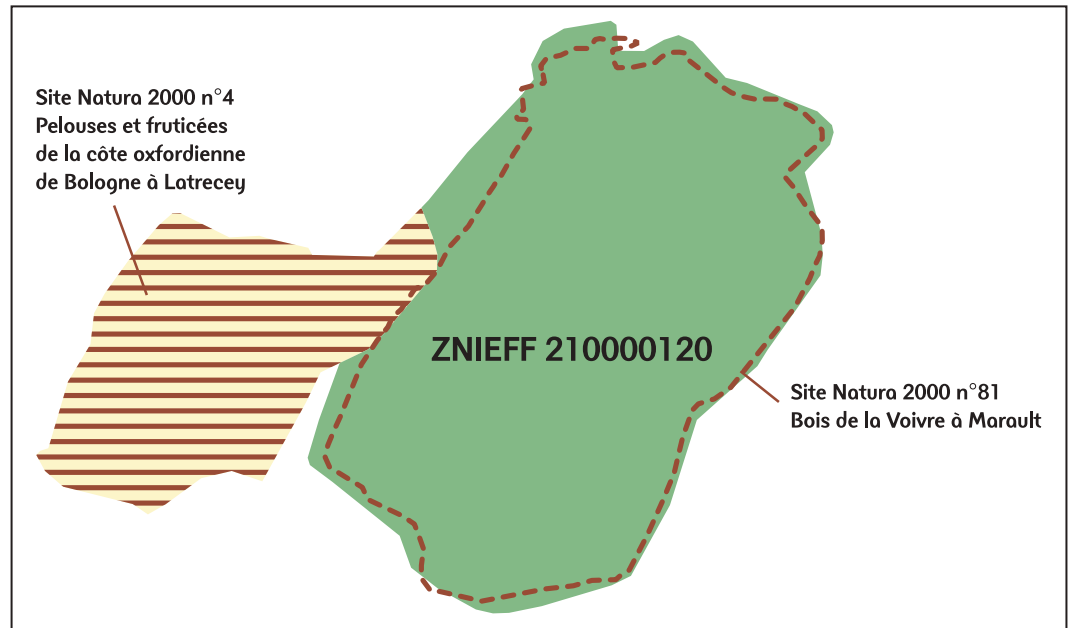 Site Natura 2000 n°4
Pelouses et fruticées
de la côte oxfordienne
de Bologne à Latrecey
ZNIEFF 210000120
Site Natura 2000 n°81
Bois de la Voivre à Marault